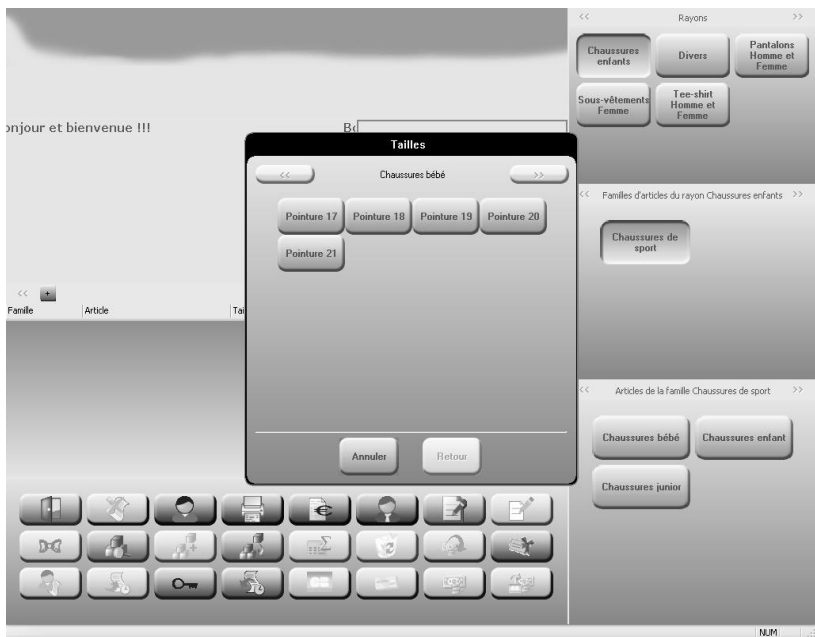 << Rayons >>
Chaussures
enfants
Divers
Pantalons
Homme et
Femme
Sous-vêtements
Femme
Tee-shirt
Homme et
Femme
onjour et bienvenue !!!
Tailles
<< Chaussures bébé >>
Pointure 17 Pointure 18 Pointure 19 Pointure 20
Pointure 21
Annuler Retour
<< Familles d'articles du rayon Chaussures enfants >>
Chaussures de
sport
<< +
Famille Article Tai
<< Articles de la famille Chaussures de sport >>
Chaussures bébé Chaussures enfant
Chaussures junior
NUM